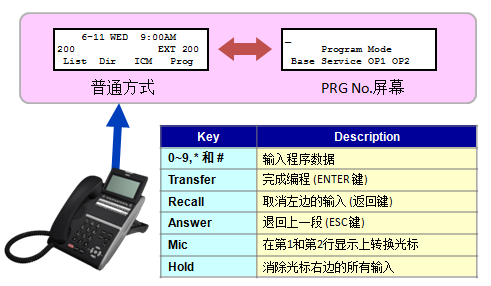 6-11 WED 9:00AM
200 EXT 200
List Dir ICM Prog
普通方式
_
Program Mode
Base Service OP1 OP2
PRG No.屏幕
Key Description
0~9,* 和 # 输入程序数据
Transfer 完成编程 (ENTER 键)
Recall 取消左边的输入 (返回键)
Answer 退回上一段 (ESC键)
Mic 在第1和第2行显示上转换光标
Hold 消除光标右边的所有输入